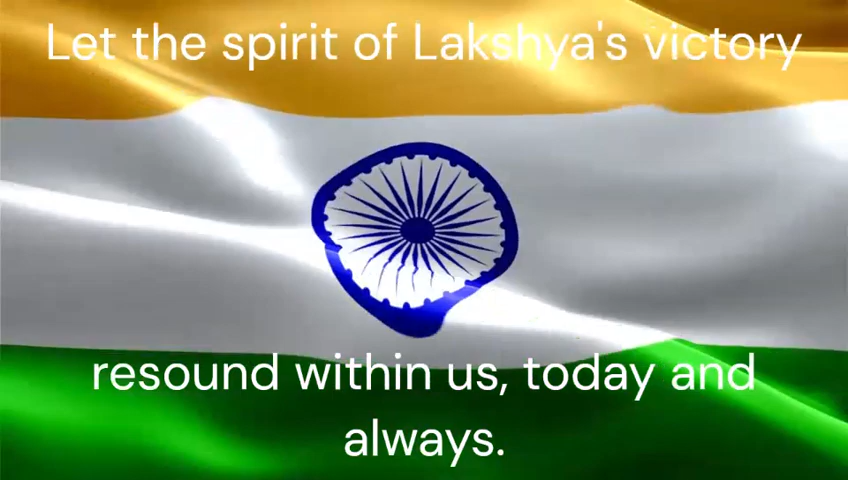 Let the spirit of Lakshya's victory
resound within us, today and
always.